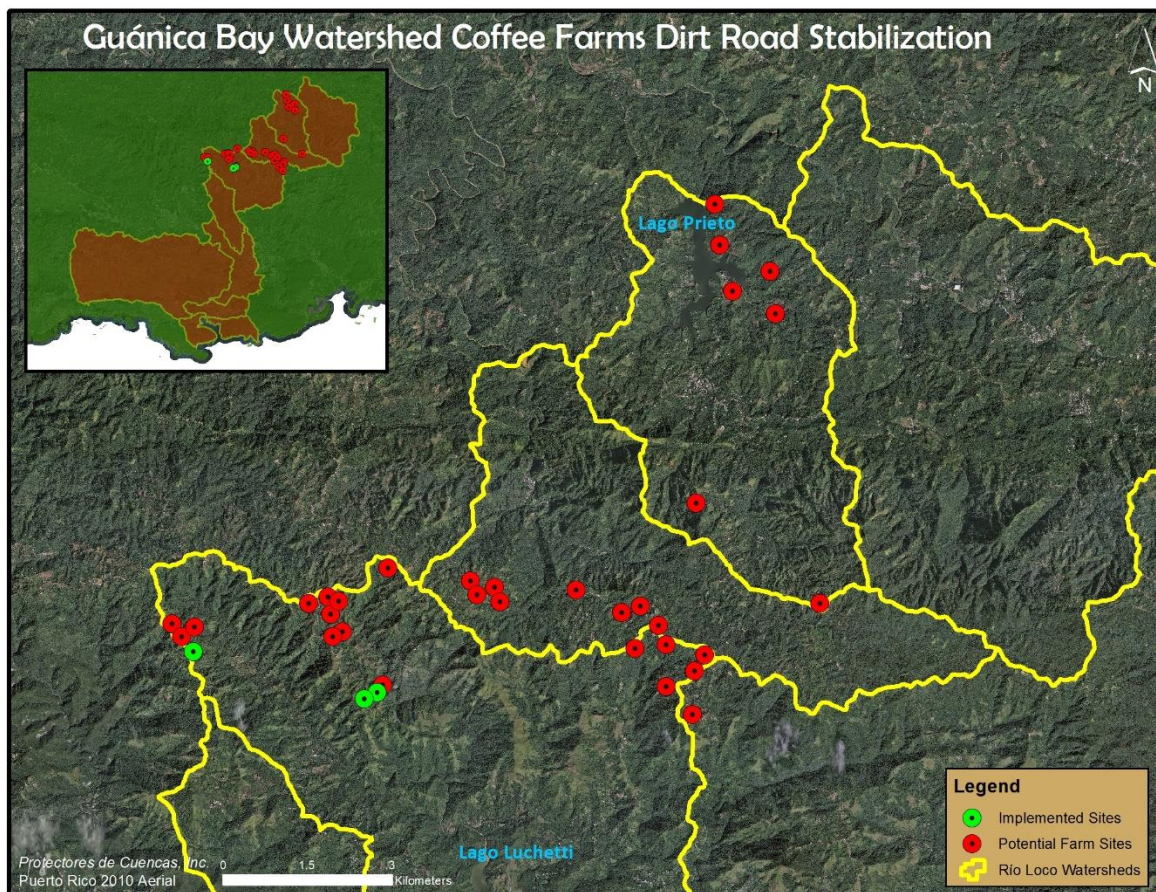 Guánica Bay Watershed Coffee Farms Dirt Road Stabilization
N
Lago Prieto
Lago Luchetti
Legend
Implemented Sites
Potential Farm Sites
Río Loco Watersheds
Protectores de Cuencas, Inc.
Puerto Rico 2010 Aerial
0 1.5 3
Kilometers